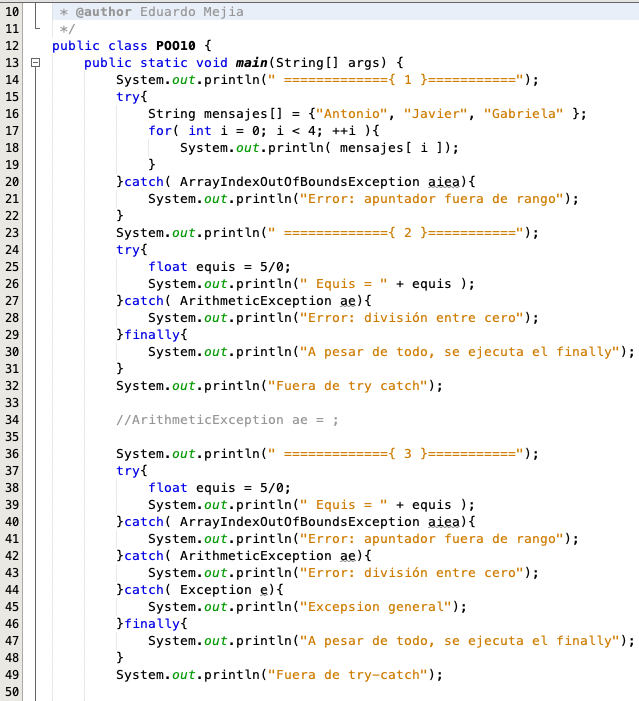 10 * @author Eduardo Mejia
11 */
12 public class POO10 {
13 public static void main(String[] args) {
14 System.out.println(" ============={ 1 }===========");
15 try{
16 String mensajes[] = {"Antonio", "Javier", "Gabriela" };
17 for( int i = 0; i < 4; ++i ){
18 System.out.println( mensajes[ i ]);
19 }
20 }catch( ArrayIndexOutOfBoundsException aiea){
21 System.out.println("Error: apuntador fuera de rango");
22 }
23 System.out.println(" ============={ 2 }===========");
24 try{
25 float equis = 5/0;
26 System.out.println(" Equis = " + equis );
27 }catch( ArithmeticException ae){
28 System.out.println("Error: división entre cero");
29 }finally{
30 System.out.println("A pesar de todo, se ejecuta el finally");
31 }
32 System.out.println("Fuera de try catch");
33
34 //ArithmeticException ae = ;
35
36 System.out.println(" ============={ 3 }===========");
37 try{
38 float equis = 5/0;
39 System.out.println(" Equis = " + equis );
40 }catch( ArrayIndexOutOfBoundsException aiea){
41 System.out.println("Error: apuntador fuera de rango");
42 }catch( ArithmeticException ae){
43 System.out.println("Error: división entre cero");
44 }catch( Exception e){
45 System.out.println("Excepsion general");
46 }finally{
47 System.out.println("A pesar de todo, se ejecuta el finally");
48 }
49 System.out.println("Fuera de try-catch");
50